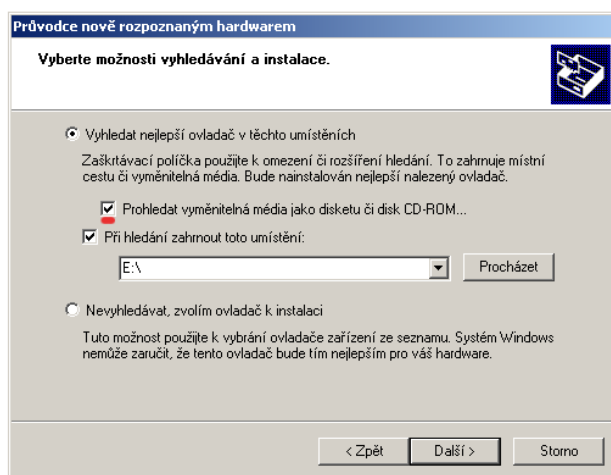 Průvodce nově rozpoznaným hardwarem
Vyberte možnosti vyhledávání a instalace.
Vyhledat nejlepší ovladač v těchto umístěních
Zaškrtávací políčka použijte k omezení či rozšíření hledání. To zahrnuje místní
cestu či vyměnitelná média. Bude nainstalován nejlepší nalezený ovladač.
Prohledat vyměnitelná média jako disketu či disk CD-ROM...
Při hledání zahrnout toto umístění:
E:\
Procházet
Nevyhledávat, zvolím ovladač k instalaci
Tuto možnost použijte k vybrání ovladače zařízení ze seznamu. Systém Windows
nemůže zaručit, že tento ovladač bude tím nejlepším pro váš hardware.
< Zpět Další > Storno